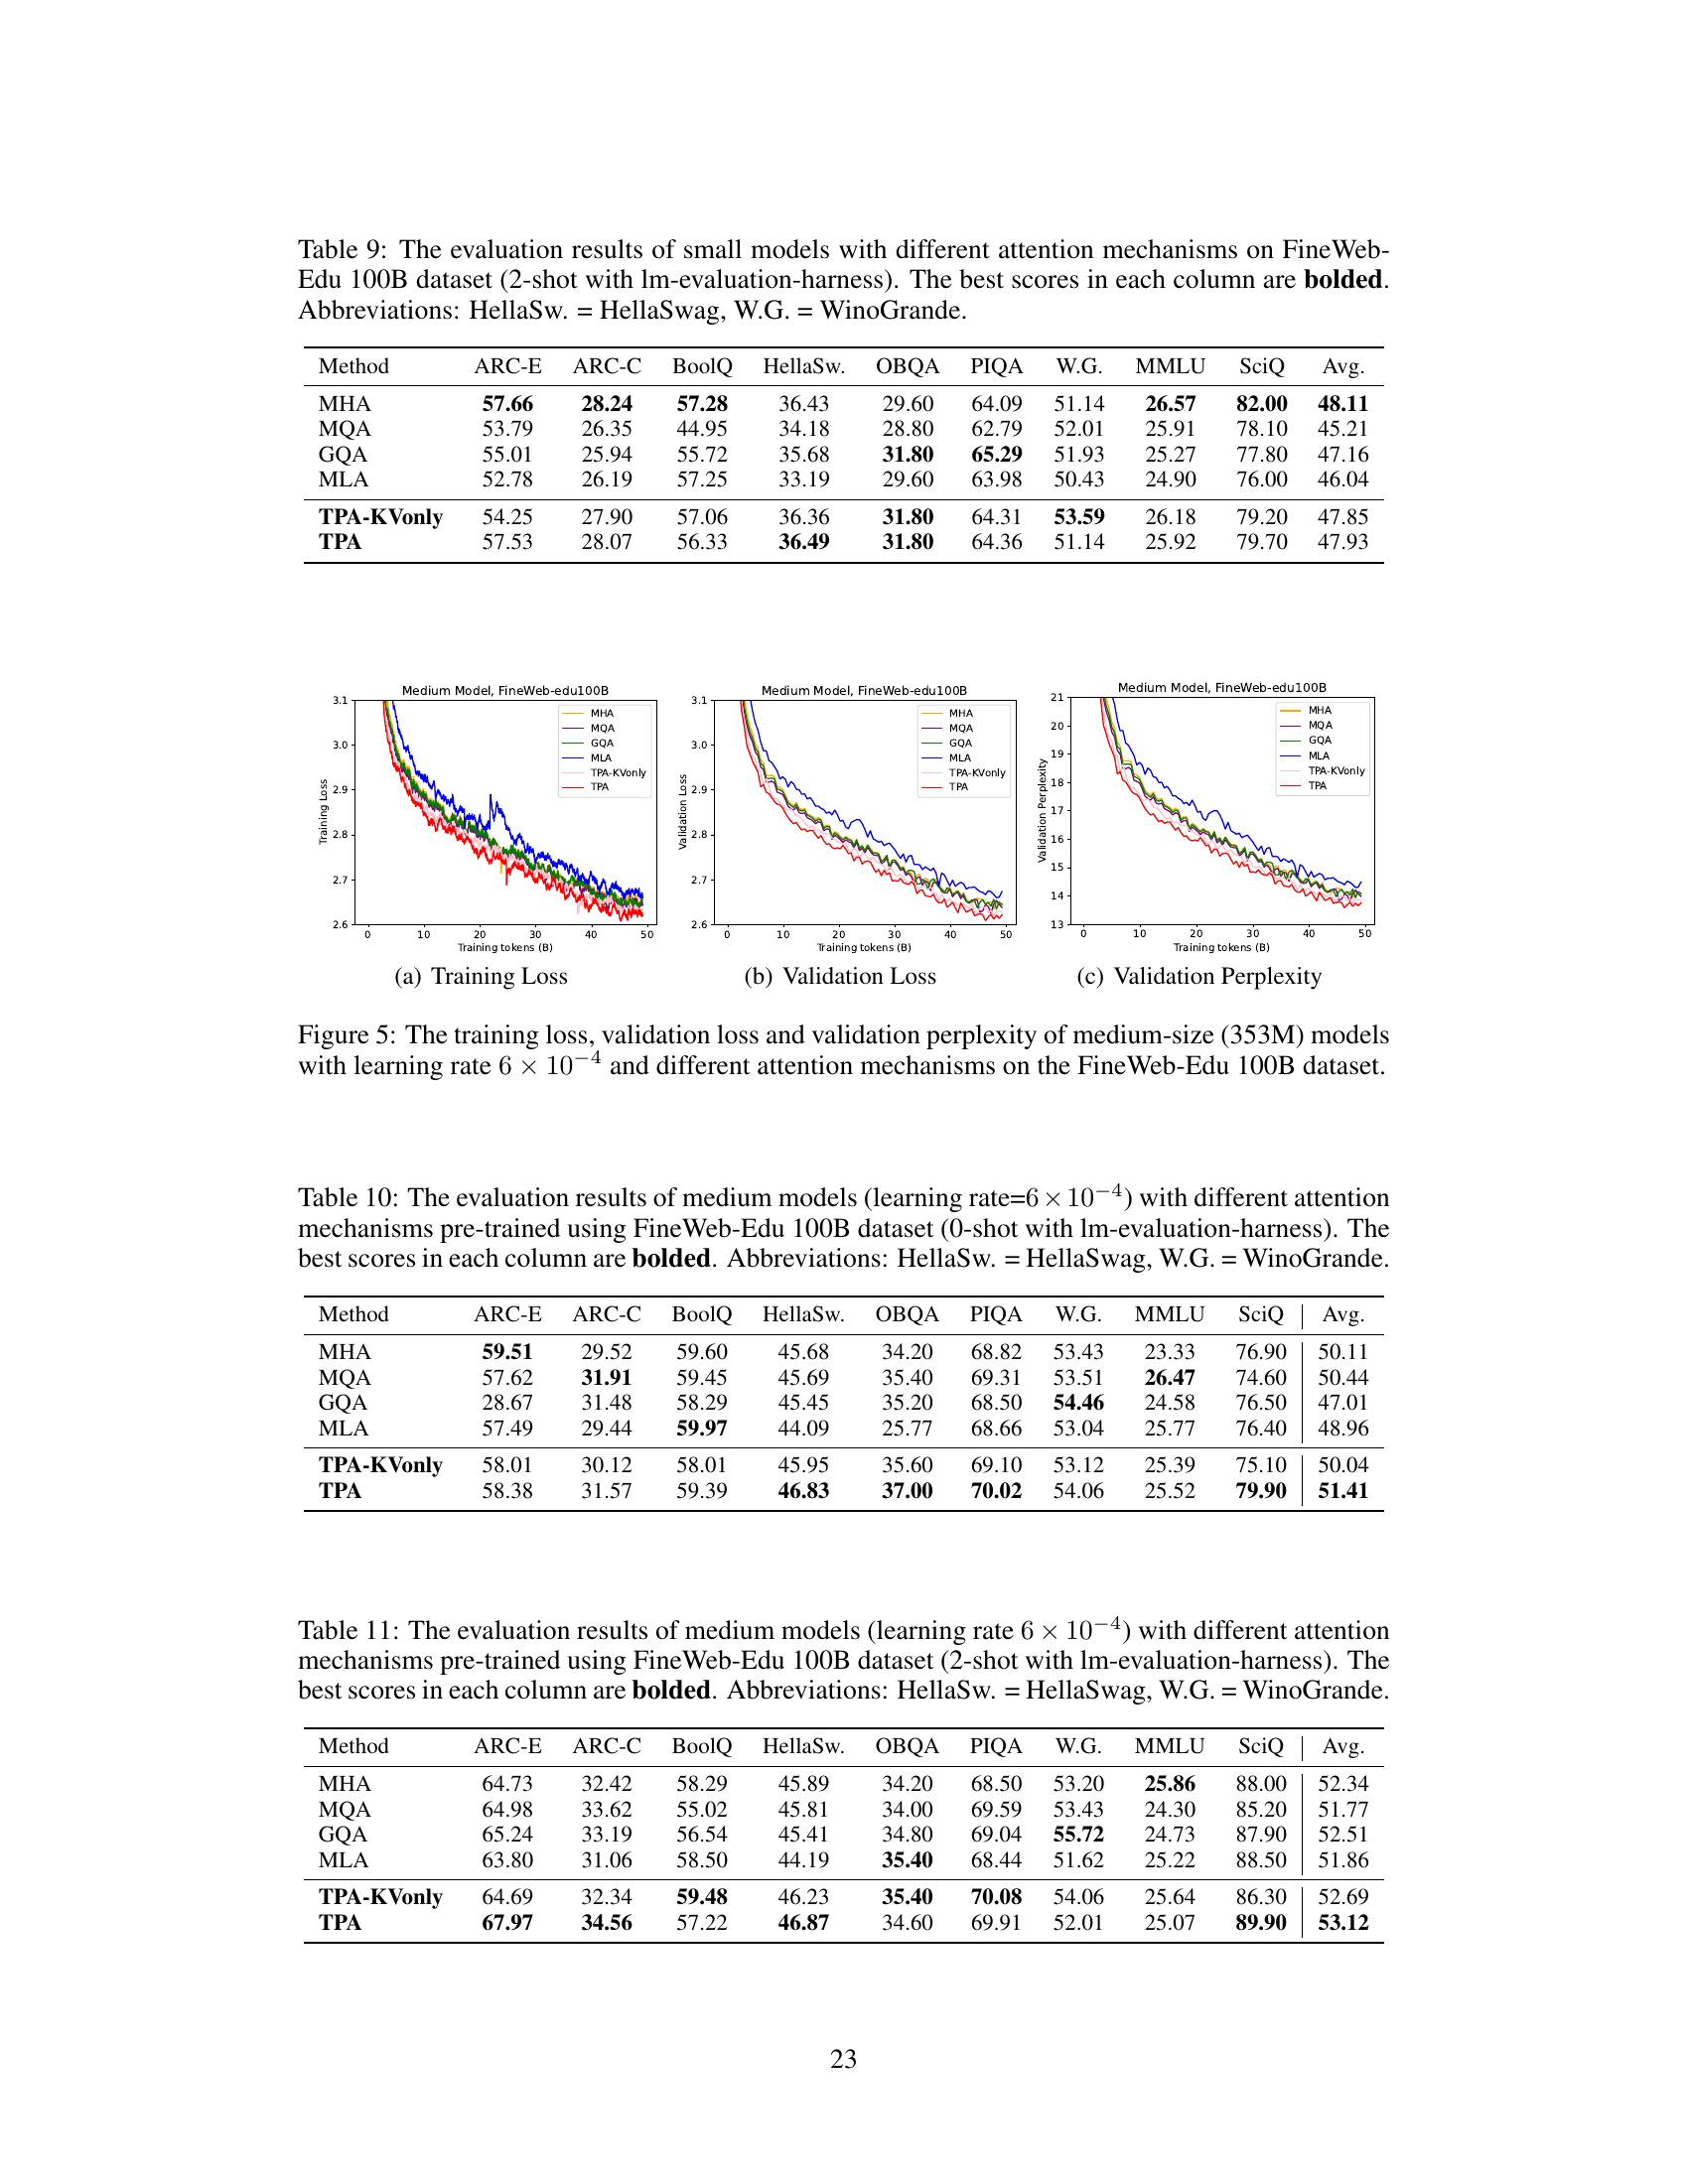 Table 9: The evaluation results of small models with different attention mechanisms on FineWeb-
Edu 100B dataset (2-shot with lm-evaluation-harness). The best scores in each column are bolded.
Abbreviations: HellaSw. = HellaSwag, W.G. = WinoGrande.
Method ARC-E ARC-C BoolQ HellaSw. OBQA PIQA W.G. MMLU SciQ Avg.
MHA 57.66 28.24 57.28 36.43 29.60 64.09 51.14 26.57 82.00 48.11
MQA 53.79 26.35 44.95 34.18 28.80 62.79 52.01 25.91 78.10 45.21
GQA 55.01 25.94 55.72 35.68 31.80 65.29 51.93 25.27 77.80 47.16
MLA 52.78 26.19 57.25 33.19 29.60 63.98 50.43 24.90 76.00 46.04
TPA-KVonly 54.25 27.90 57.06 36.36 31.80 64.31 53.59 26.18 79.20 47.85
TPA 57.53 28.07 56.33 36.49 31.80 64.36 51.14 25.92 79.70 47.93
Medium Model, FineWeb-edu100B
3.1
3.0
2.9
2.8
2.7
2.6
Training Loss
MHA
MQA
GQA
MLA
TPA-KVonly
TPA
0 10 20 30 40 50
Training tokens (B)
(a) Training Loss
Medium Model, FineWeb-edu100B
3.1
3.0
2.9
2.8
2.7
2.6
Validation Loss
MHA
MQA
GQA
MLA
TPA-KVonly
TPA
0 10 20 30 40 50
Training tokens (B)
(b) Validation Loss
Medium Model, FineWeb-edu100B
21
20
19
18
17
16
15
14
13
Validation Perplexity
MHA
MQA
GQA
MLA
TPA-KVonly
TPA
0 10 20 30 40 50
Training tokens (B)
(c) Validation Perplexity
Figure 5: The training loss, validation loss and validation perplexity of medium-size (353M) models
with learning rate 6 × 10⁻⁴ and different attention mechanisms on the FineWeb-Edu 100B dataset.
Table 10: The evaluation results of medium models (learning rate=6 × 10⁻⁴) with different attention
mechanisms pre-trained using FineWeb-Edu 100B dataset (0-shot with lm-evaluation-harness). The
best scores in each column are bolded. Abbreviations: HellaSw. = HellaSwag, W.G. = WinoGrande.
Method ARC-E ARC-C BoolQ HellaSw. OBQA PIQA W.G. MMLU SciQ Avg.
MHA 59.51 29.52 59.60 45.68 34.20 68.82 53.43 23.33 76.90 50.11
MQA 57.62 31.91 59.45 45.69 35.40 69.31 53.51 26.47 74.60 50.44
GQA 28.67 31.48 58.29 45.45 35.20 68.50 54.46 24.58 76.50 47.01
MLA 57.49 29.44 59.97 44.09 25.77 68.66 53.04 25.77 76.40 48.96
TPA-KVonly 58.01 30.12 58.01 45.95 35.60 69.10 53.12 25.39 75.10 50.04
TPA 58.38 31.57 59.39 46.83 37.00 70.02 54.06 25.52 79.90 51.41
Table 11: The evaluation results of medium models (learning rate 6 × 10⁻⁴) with different attention
mechanisms pre-trained using FineWeb-Edu 100B dataset (2-shot with lm-evaluation-harness). The
best scores in each column are bolded. Abbreviations: HellaSw. = HellaSwag, W.G. = WinoGrande.
Method ARC-E ARC-C BoolQ HellaSw. OBQA PIQA W.G. MMLU SciQ Avg.
MHA 64.73 32.42 58.29 45.89 34.20 68.50 53.20 25.86 88.00 52.34
MQA 64.98 33.62 55.02 45.81 34.00 69.59 53.43 24.30 85.20 51.77
GQA 65.24 33.19 56.54 45.41 34.80 69.04 55.72 24.73 87.90 52.51
MLA 63.80 31.06 58.50 44.19 35.40 68.44 51.62 25.22 88.50 51.86
TPA-KVonly 64.69 32.34 59.48 46.23 35.40 70.08 54.06 25.64 86.30 52.69
TPA 67.97 34.56 57.22 46.87 34.60 69.91 52.01 25.07 89.90 53.12
23